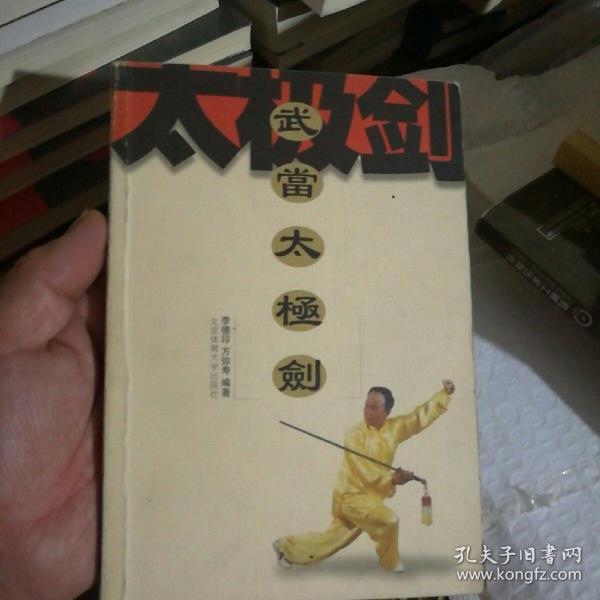 太极剑
武當太極劍
李德印 方弥寿 编著
北京体育大学出版社
孔夫子旧书网
www.kongfz.com